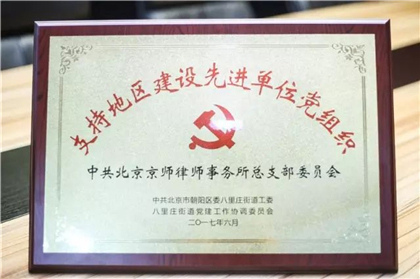 支持地区建设先进单位党组织
中共北京京师律师事务所总支部委员会
中共北京市朝阳区委八里庄街道工委
八里庄街道党建工作协调委员会
二〇一七年六月